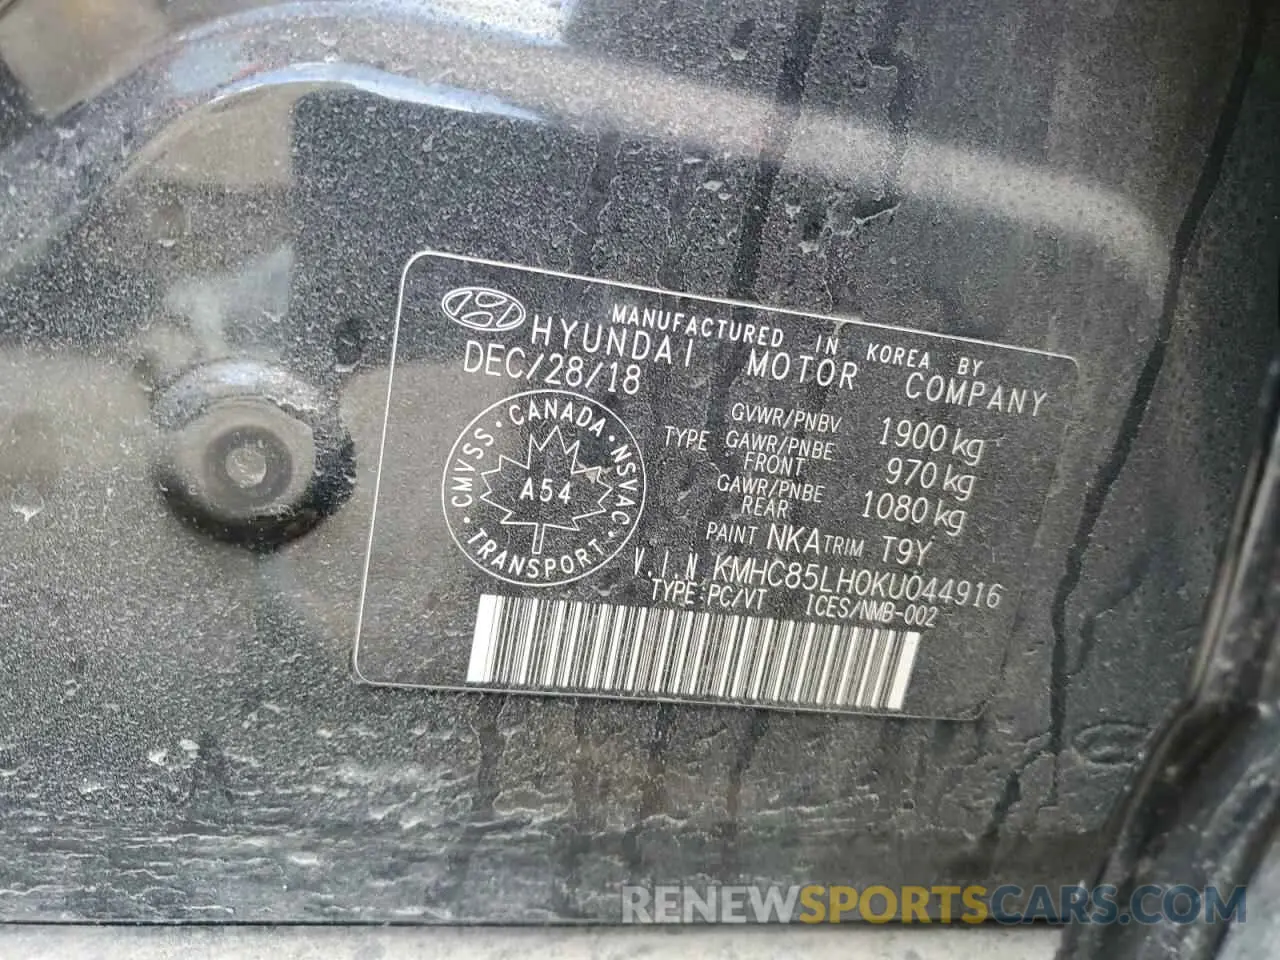 MANUFACTURED IN KOREA BY
HYUNDAI MOTOR COMPANY
DEC/28/18
GVWR/PNBV 1900 kg
TYPE GAWR/PNBE FRONT 970 kg
GAWR/PNBE REAR 1080 kg
PAINT NKA TRIM T9Y
V.I.N KMHC85LH0KU044916
TYPE:PC/VT ICES/NMB-002
CANADA · NSVAC · TRANSPORT · CMVSS ·
A54
RENEWSPORTSCARS.COM